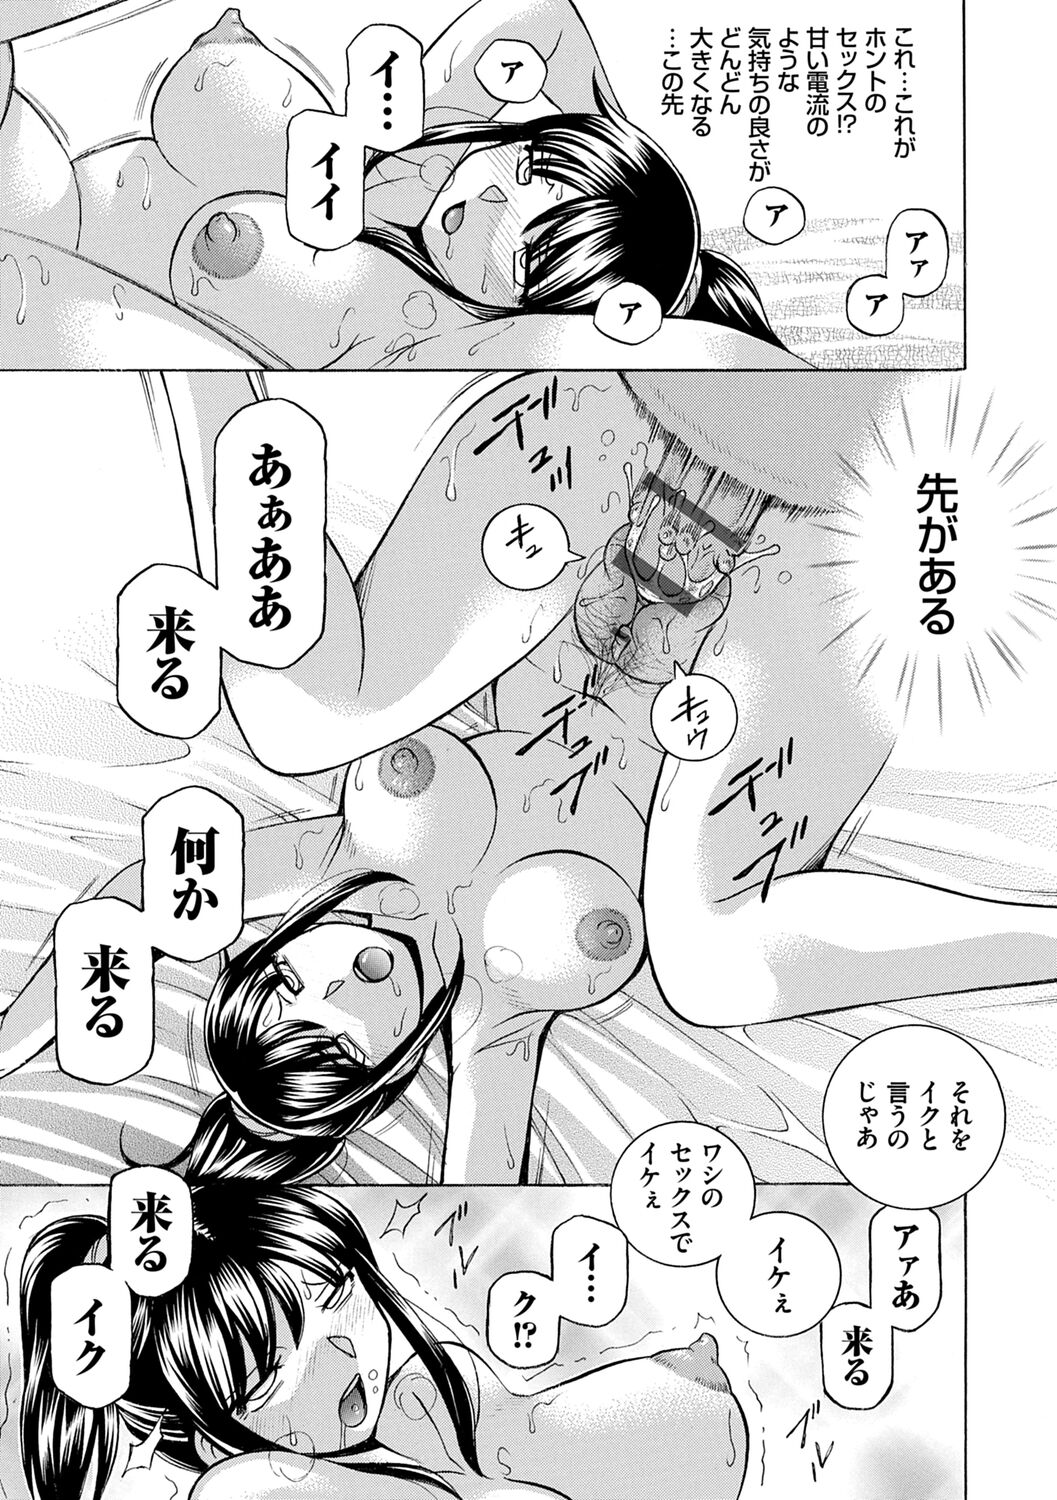 これ…これが
ホントの
セックス!?
甘い電流の
ような
気持ちの良さが
どんどん
大きくなる
…この先
ア
イ…
イイ
ア
アァ
ア
ア
先がある
デュ
デュッ
キュ
あぁああ
来る
キュウ
デュブ
デュブ
何か
来る
それを
イクと
言うの
じゃあ
ワシの
セックスで
イケぇ
イケぇ
アァあ
来る
イ…
ク!?
来る
イク